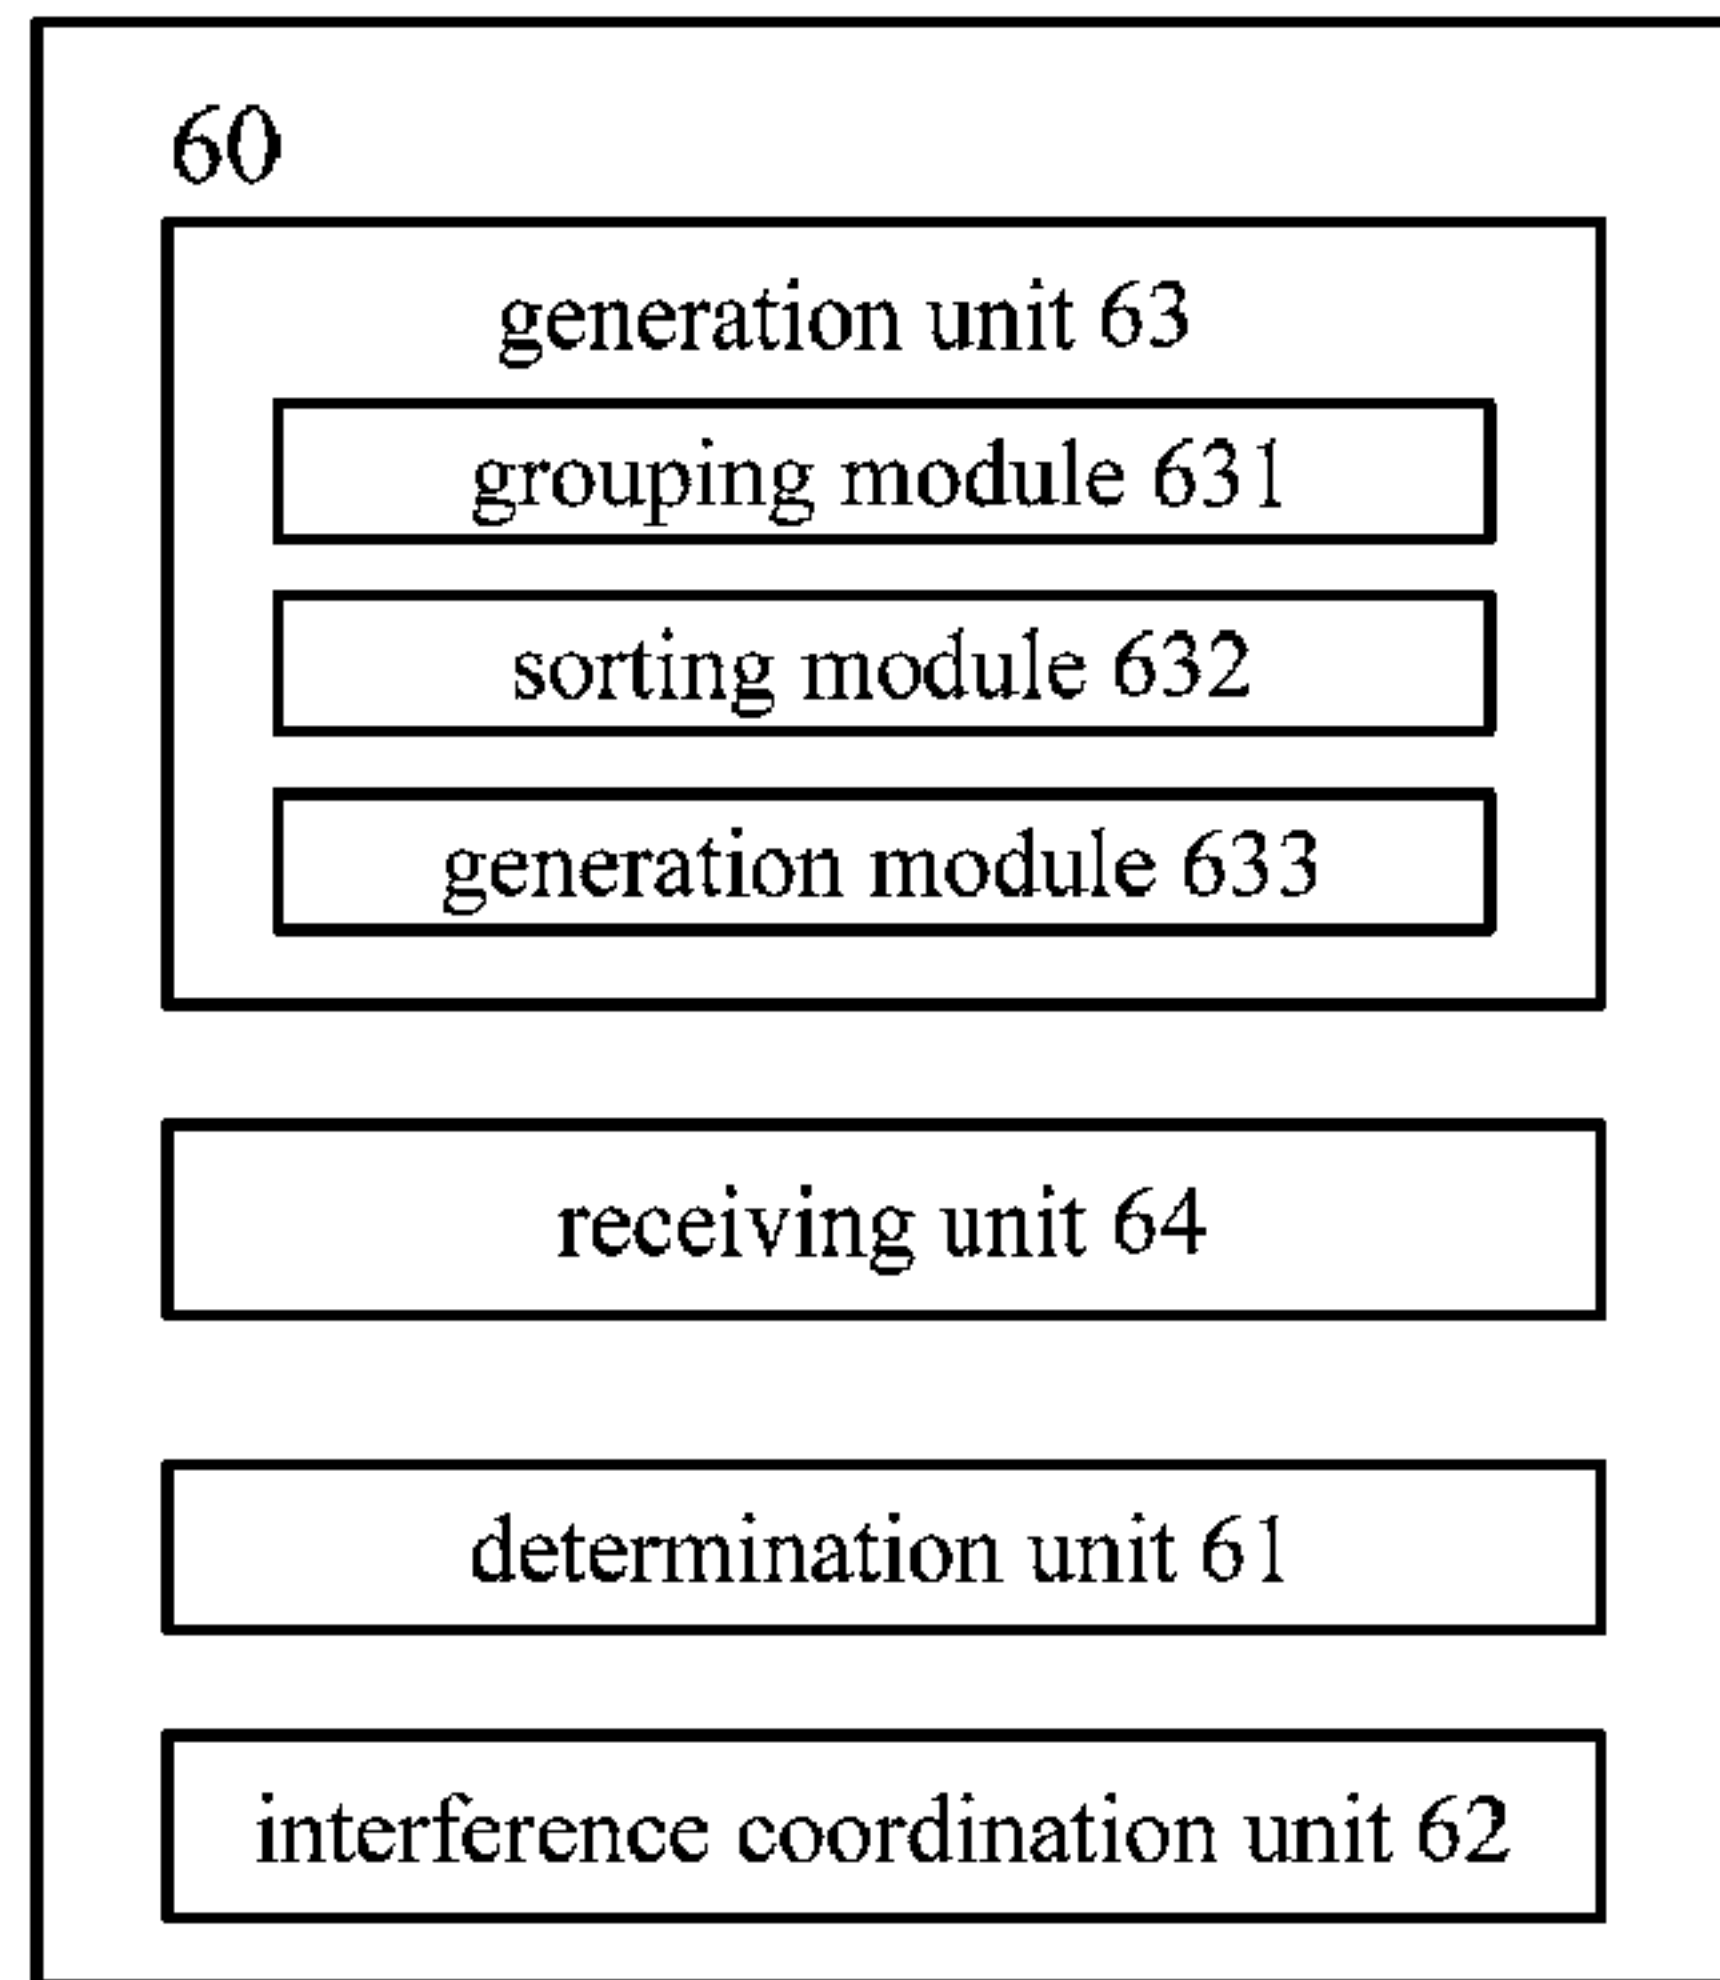 60
generation unit 63
grouping module 631
sorting module 632
generation module 633
receiving unit 64
determination unit 61
interference coordination unit 62